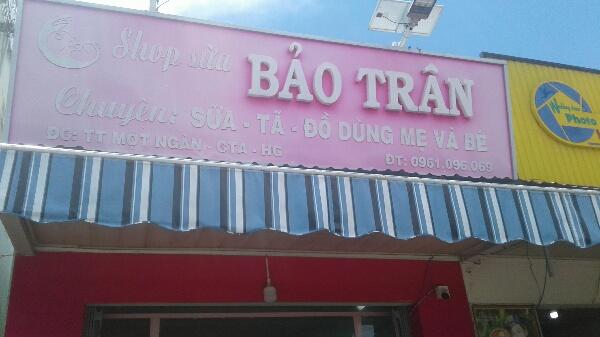 Shop sữa BẢO TRÂN
Chuyên: SỮA - TÃ - ĐỒ DÙNG MẸ VÀ BÉ
ĐC: TT MỘT NGÀN - CTA - HG
ĐT: 0961.096.069
Photo